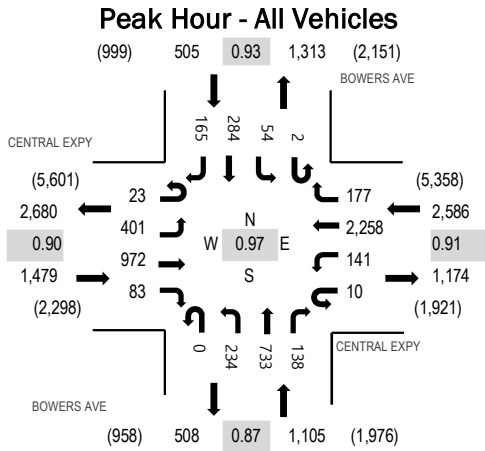 Peak Hour - All Vehicles
(999) 505 0.93 1,313 (2,151)
BOWERS AVE
165 284 54 2
CENTRAL EXPY
(5,601) 23 177 (5,358)
2,680 401 N 2,258 2,586
0.90 W 0.97 E 0.91
1,479 972 S 141 1,174
(2,298) 83 10 (1,921)
0 234 733 138
CENTRAL EXPY
BOWERS AVE
(958) 508 0.87 1,105 (1,976)